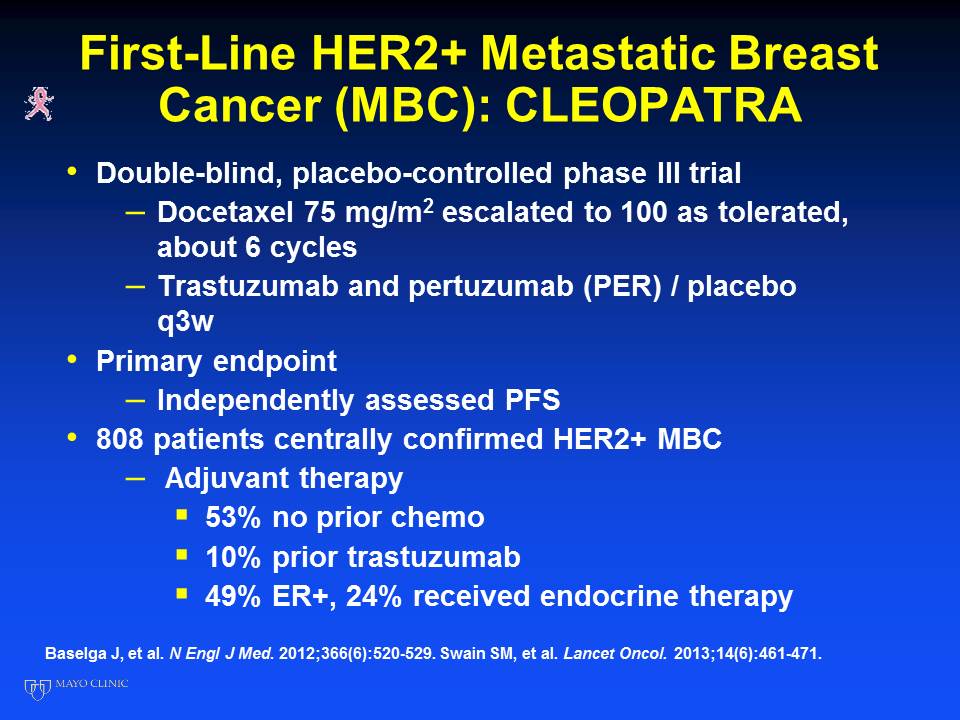 First-Line HER2+ Metastatic Breast
Cancer (MBC): CLEOPATRA
• Double-blind, placebo-controlled phase III trial
– Docetaxel 75 mg/m² escalated to 100 as tolerated,
about 6 cycles
– Trastuzumab and pertuzumab (PER) / placebo
q3w
• Primary endpoint
– Independently assessed PFS
• 808 patients centrally confirmed HER2+ MBC
– Adjuvant therapy
▪ 53% no prior chemo
▪ 10% prior trastuzumab
▪ 49% ER+, 24% received endocrine therapy
Baselga J, et al. N Engl J Med. 2012;366(6):520-529. Swain SM, et al. Lancet Oncol. 2013;14(6):461-471.
MAYO CLINIC